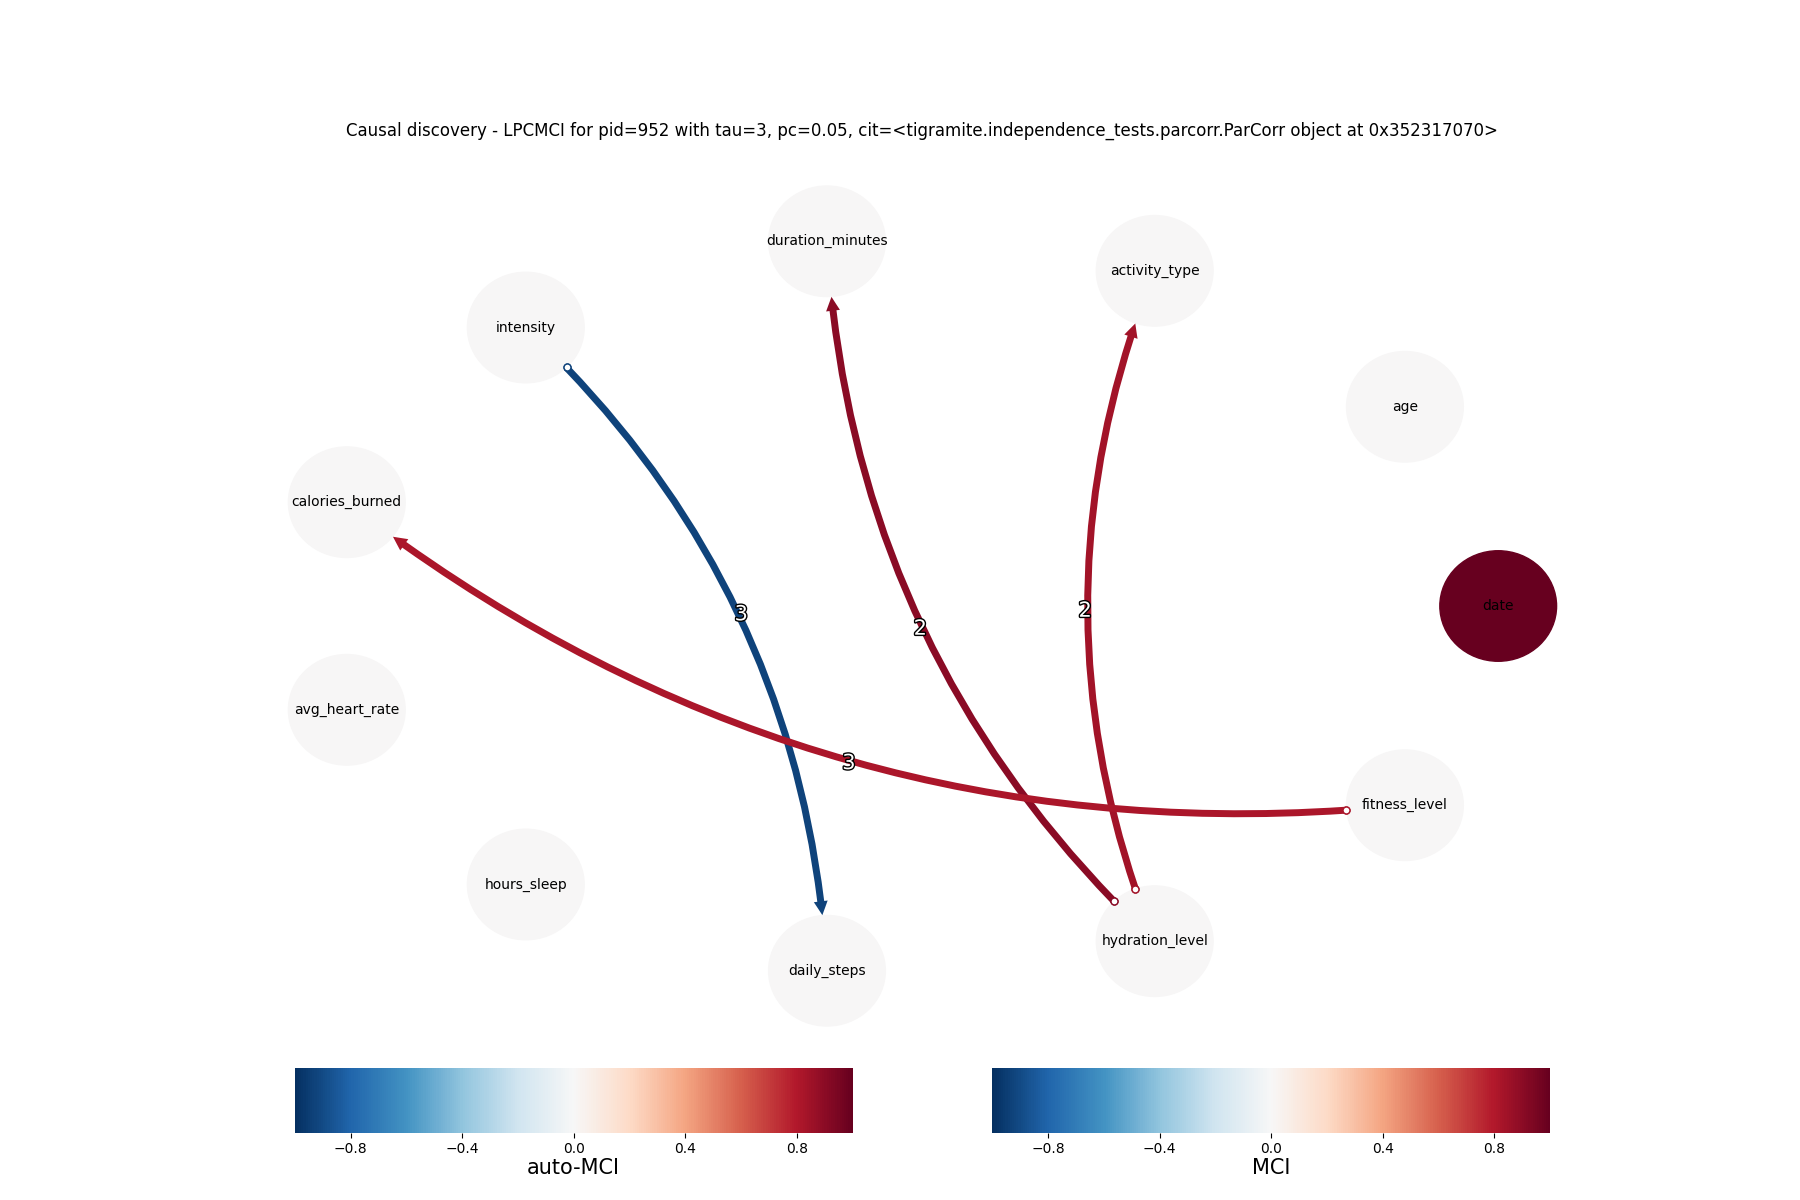 Causal discovery - LPCMCI for pid=952 with tau=3, pc=0.05, cit=<tigramite.independence_tests.parcorr.ParCorr object at 0x352317070>
duration_minutes
activity_type
intensity
age
calories_burned
date
3
2
2
avg_heart_rate
3
fitness_level
hours_sleep
hydration_level
daily_steps
−0.8 −0.4 0.0 0.4 0.8
auto-MCI
−0.8 −0.4 0.0 0.4 0.8
MCI